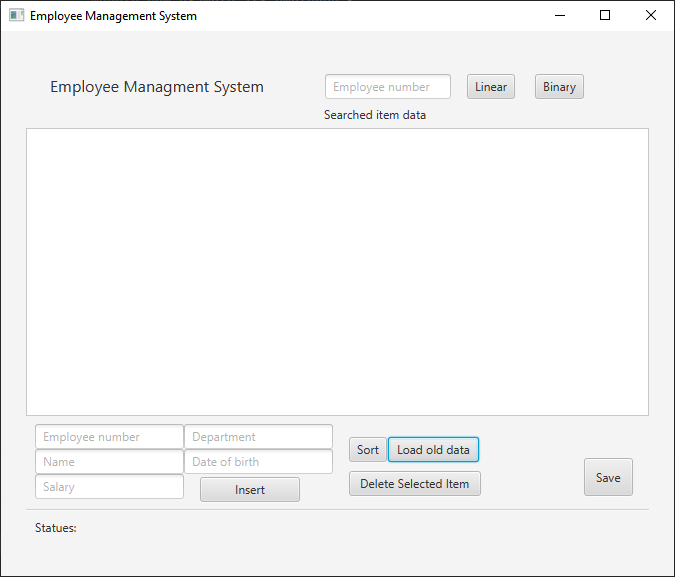 Employee Management System
Employee Managment System
Employee number
Linear
Binary
Searched item data
Employee number
Department
Name
Date of birth
Salary
Insert
Sort
Load old data
Delete Selected Item
Save
Statues: